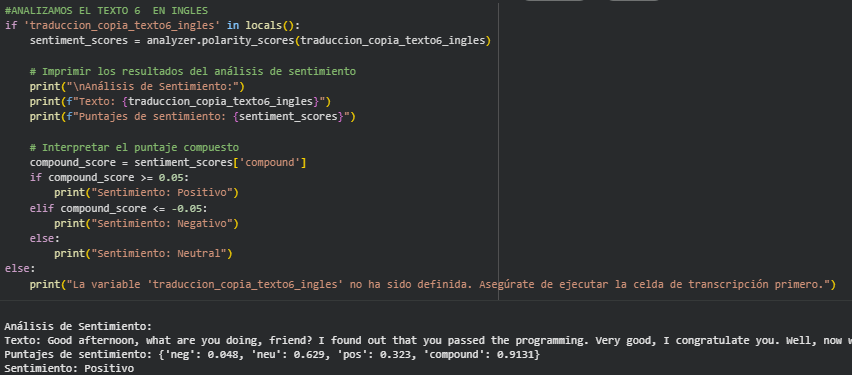 #ANALIZAMOS EL TEXTO 6  EN INGLES
if 'traduccion_copia_texto6_ingles' in locals():
    sentiment_scores = analyzer.polarity_scores(traduccion_copia_texto6_ingles)

    # Imprimir los resultados del análisis de sentimiento
    print("\nAnálisis de Sentimiento:")
    print(f"Texto: {traduccion_copia_texto6_ingles}")
    print(f"Puntajes de sentimiento: {sentiment_scores}")

    # Interpretar el puntaje compuesto
    compound_score = sentiment_scores['compound']
    if compound_score >= 0.05:
        print("Sentimiento: Positivo")
    elif compound_score <= -0.05:
        print("Sentimiento: Negativo")
    else:
        print("Sentimiento: Neutral")
else:
    print("La variable 'traduccion_copia_texto6_ingles' no ha sido definida. Asegúrate de ejecutar la celda de transcripción primero.")

Análisis de Sentimiento:
Texto: Good afternoon, what are you doing, friend? I found out that you passed the programming. Very good, I congratulate you. Well, now
Puntajes de sentimiento: {'neg': 0.048, 'neu': 0.629, 'pos': 0.323, 'compound': 0.9131}
Sentimiento: Positivo